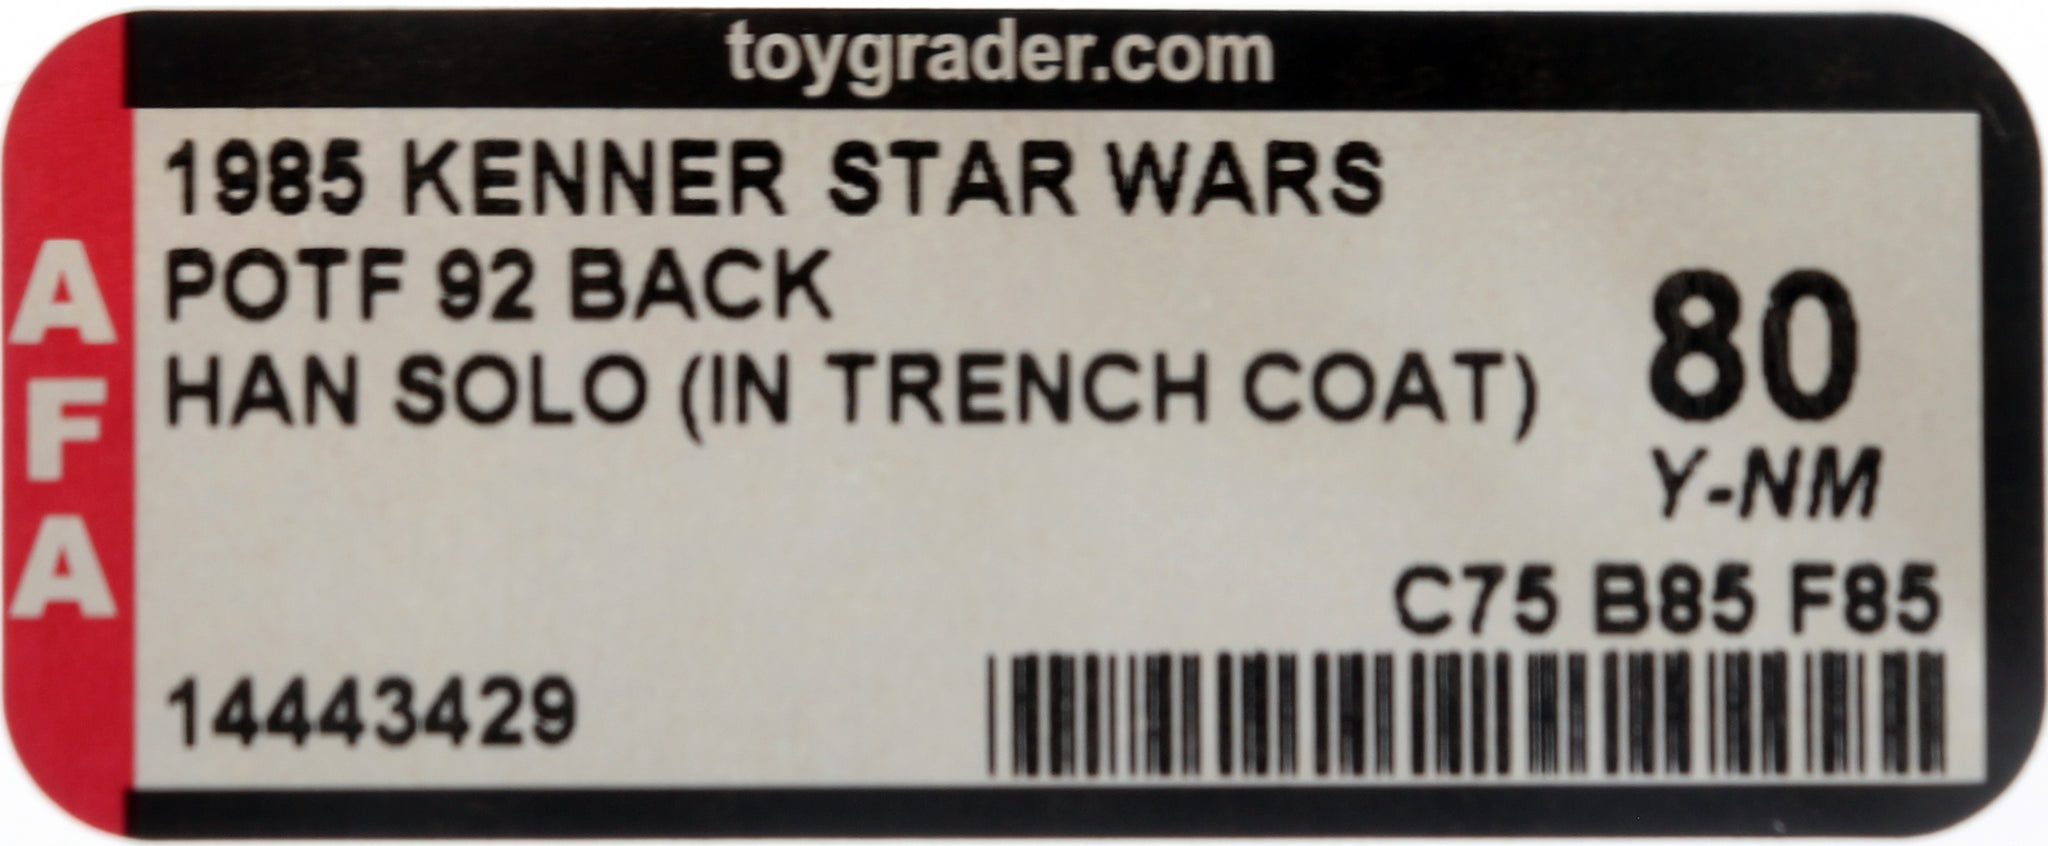 toygrader.com
AFA
1985 KENNER STAR WARS
POTF 92 BACK
HAN SOLO (IN TRENCH COAT)
80
Y-NM
C75 B85 F85
14443429